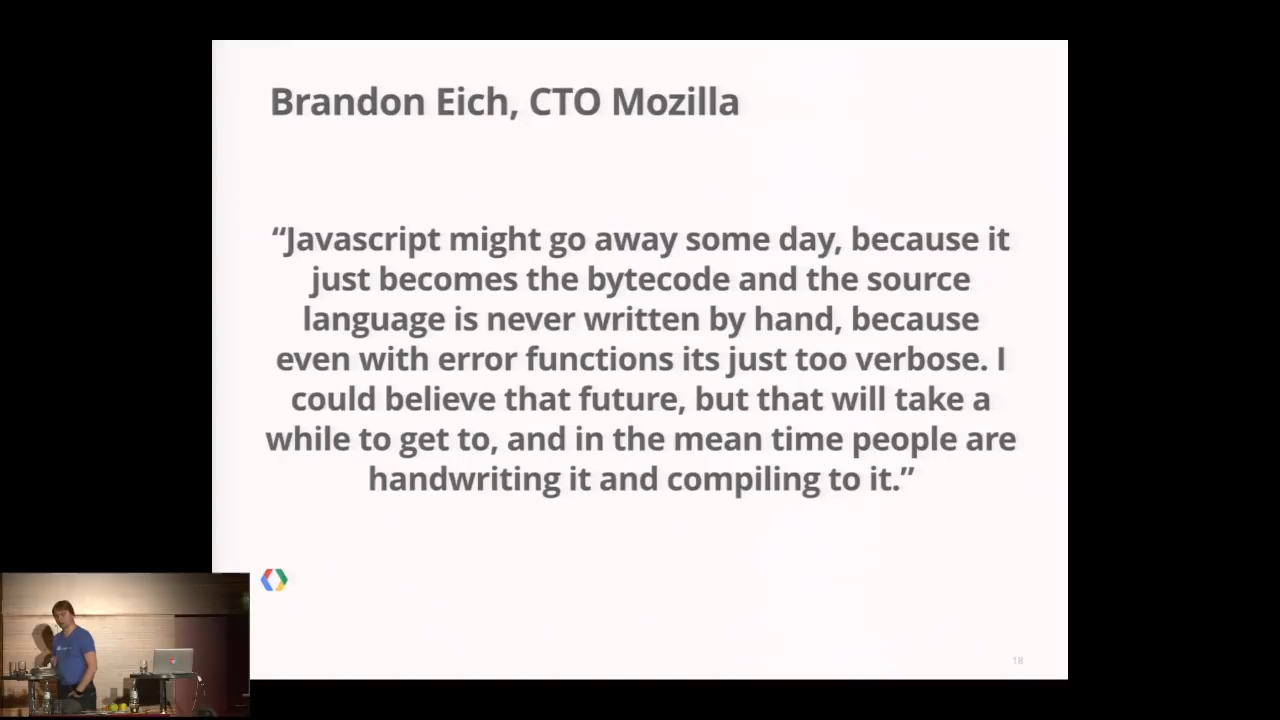 Brandon Eich, CTO Mozilla
“Javascript might go away some day, because it
just becomes the bytecode and the source
language is never written by hand, because
even with error functions its just too verbose. I
could believe that future, but that will take a
while to get to, and in the mean time people are
handwriting it and compiling to it.”
18